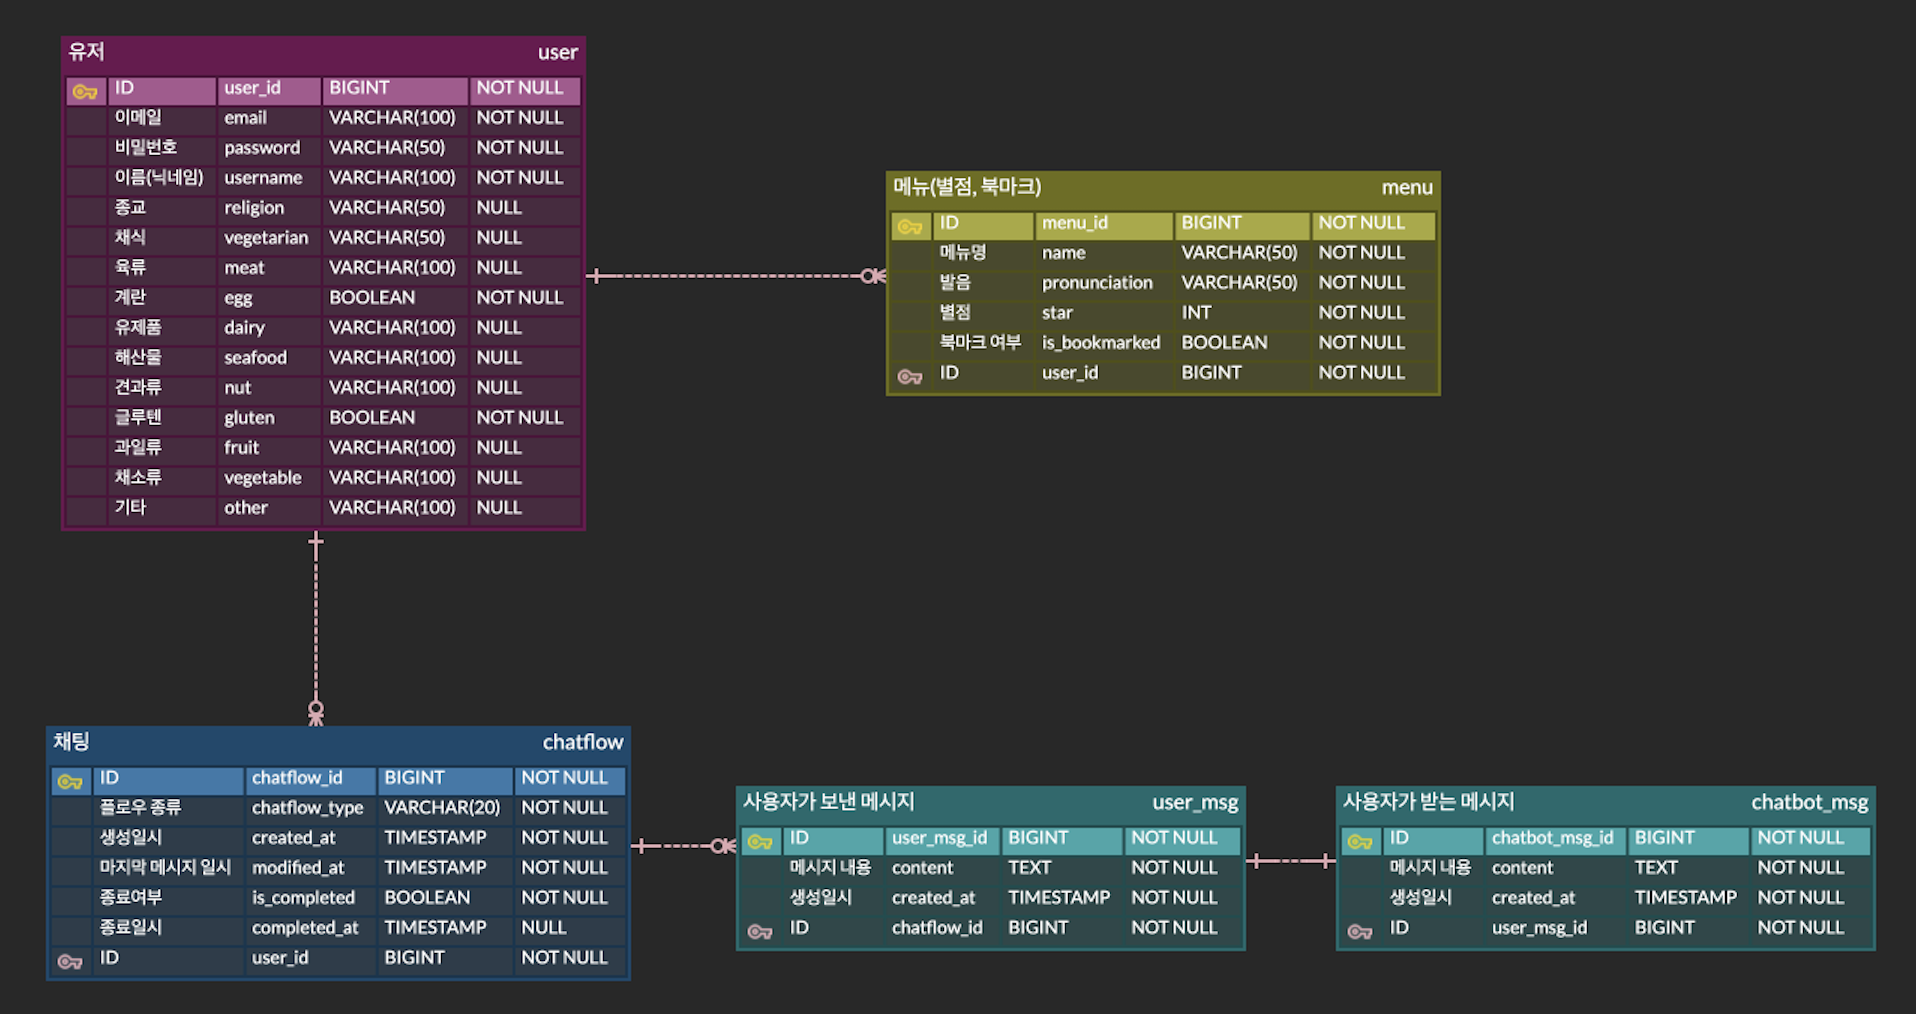 유저 user
ID user_id BIGINT NOT NULL
이메일 email VARCHAR(100) NOT NULL
비밀번호 password VARCHAR(50) NOT NULL
이름(닉네임) username VARCHAR(100) NOT NULL
종교 religion VARCHAR(50) NULL
채식 vegetarian VARCHAR(50) NULL
육류 meat VARCHAR(100) NULL
계란 egg BOOLEAN NOT NULL
유제품 dairy VARCHAR(100) NULL
해산물 seafood VARCHAR(100) NULL
견과류 nut VARCHAR(100) NULL
글루텐 gluten BOOLEAN NOT NULL
과일류 fruit VARCHAR(100) NULL
채소류 vegetable VARCHAR(100) NULL
기타 other VARCHAR(100) NULL
메뉴(별점, 북마크) menu
ID menu_id BIGINT NOT NULL
메뉴명 name VARCHAR(50) NOT NULL
발음 pronunciation VARCHAR(50) NOT NULL
별점 star INT NOT NULL
북마크 여부 is_bookmarked BOOLEAN NOT NULL
ID user_id BIGINT NOT NULL
채팅 chatflow
ID chatflow_id BIGINT NOT NULL
플로우 종류 chatflow_type VARCHAR(20) NOT NULL
생성일시 created_at TIMESTAMP NOT NULL
마지막 메시지 일시 modified_at TIMESTAMP NOT NULL
종료여부 is_completed BOOLEAN NOT NULL
종료일시 completed_at TIMESTAMP NULL
ID user_id BIGINT NOT NULL
사용자가 보낸 메시지 user_msg
ID user_msg_id BIGINT NOT NULL
메시지 내용 content TEXT NOT NULL
생성일시 created_at TIMESTAMP NOT NULL
ID chatflow_id BIGINT NOT NULL
사용자가 받는 메시지 chatbot_msg
ID chatbot_msg_id BIGINT NOT NULL
메시지 내용 content TEXT NOT NULL
생성일시 created_at TIMESTAMP NOT NULL
ID user_msg_id BIGINT NOT NULL